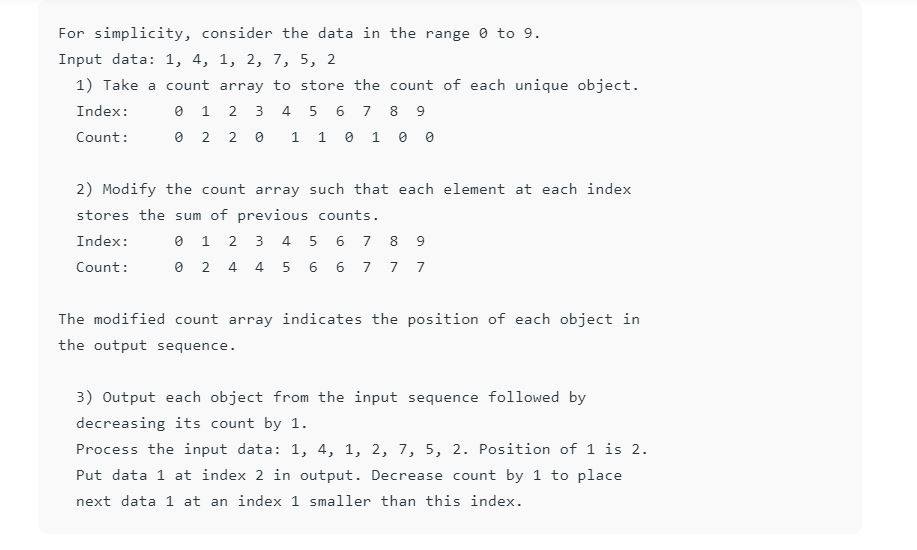 For simplicity, consider the data in the range 0 to 9.
Input data: 1, 4, 1, 2, 7, 5, 2
1) Take a count array to store the count of each unique object.
Index: 0 1 2 3 4 5 6 7 8 9
Count: 0 2 2 0 1 1 0 1 0 0
2) Modify the count array such that each element at each index
stores the sum of previous counts.
Index: 0 1 2 3 4 5 6 7 8 9
Count: 0 2 4 4 5 6 6 7 7 7
The modified count array indicates the position of each object in
the output sequence.
3) Output each object from the input sequence followed by
decreasing its count by 1.
Process the input data: 1, 4, 1, 2, 7, 5, 2. Position of 1 is 2.
Put data 1 at index 2 in output. Decrease count by 1 to place
next data 1 at an index 1 smaller than this index.